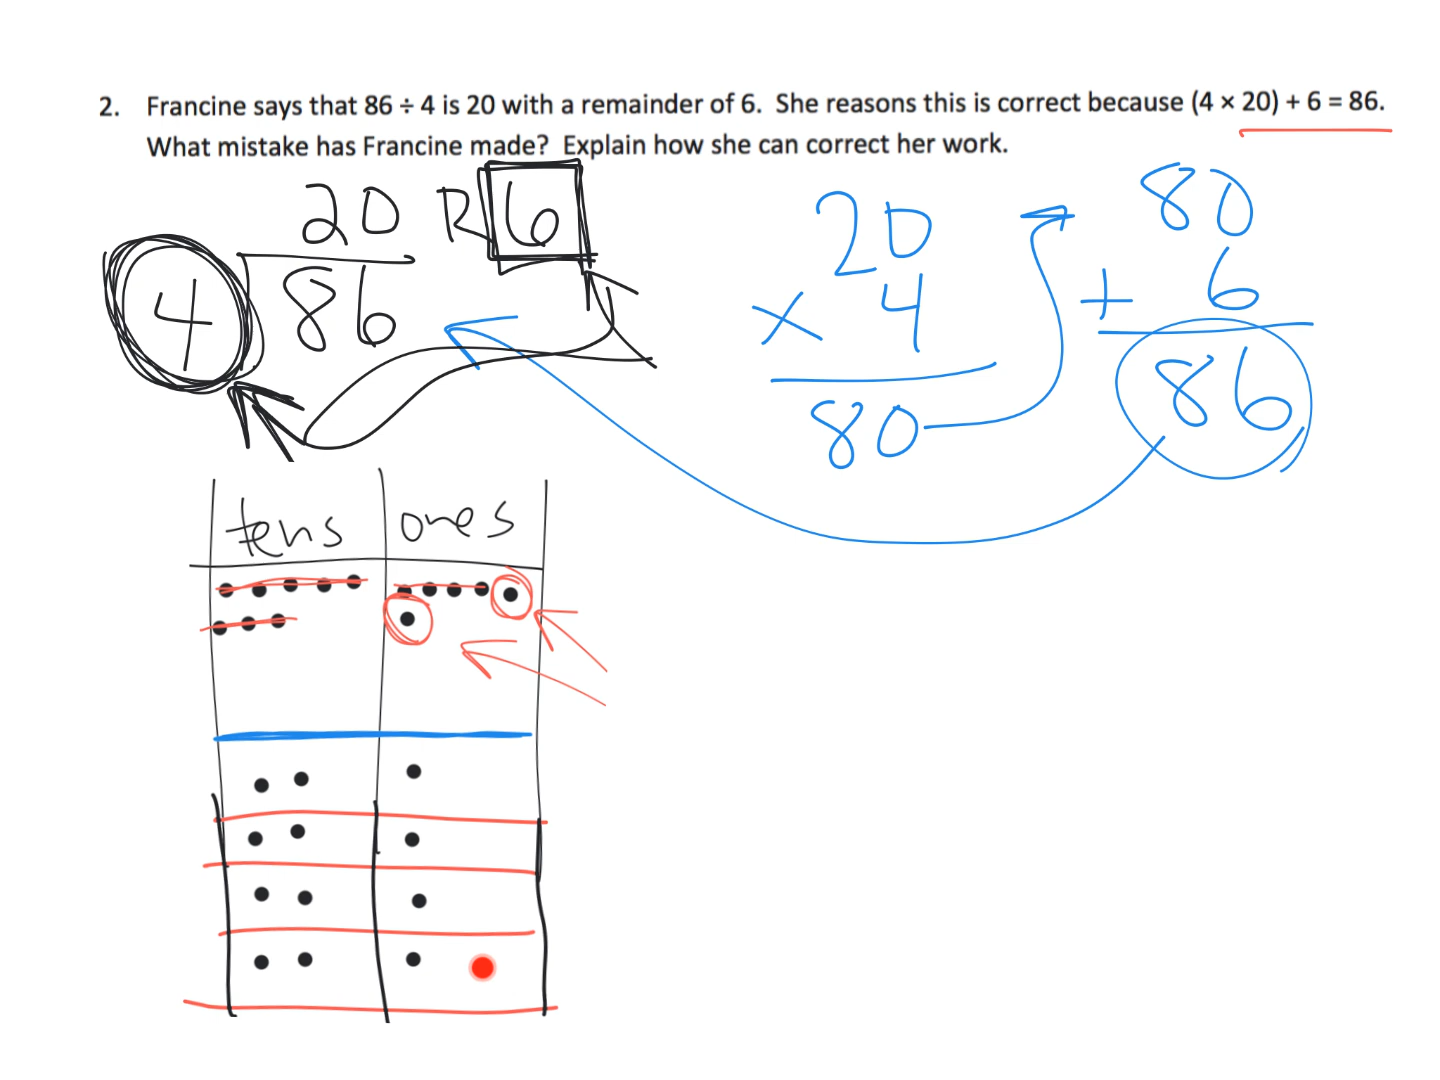 2. Francine says that 86 ÷ 4 is 20 with a remainder of 6. She reasons this is correct because (4 × 20) + 6 = 86.
What mistake has Francine made? Explain how she can correct her work.
20 R 6
4 86
20
× 4
80
80
+ 6
86
tens ones